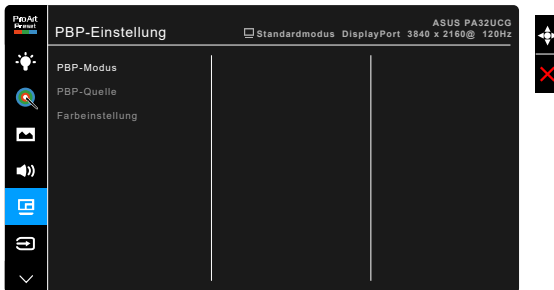 ProArt
Preset
PBP-Einstellung
ASUS PA32UCG
Standardmodus DisplayPort 3840 x 2160@ 120Hz
PBP-Modus
PBP-Quelle
Farbeinstellung